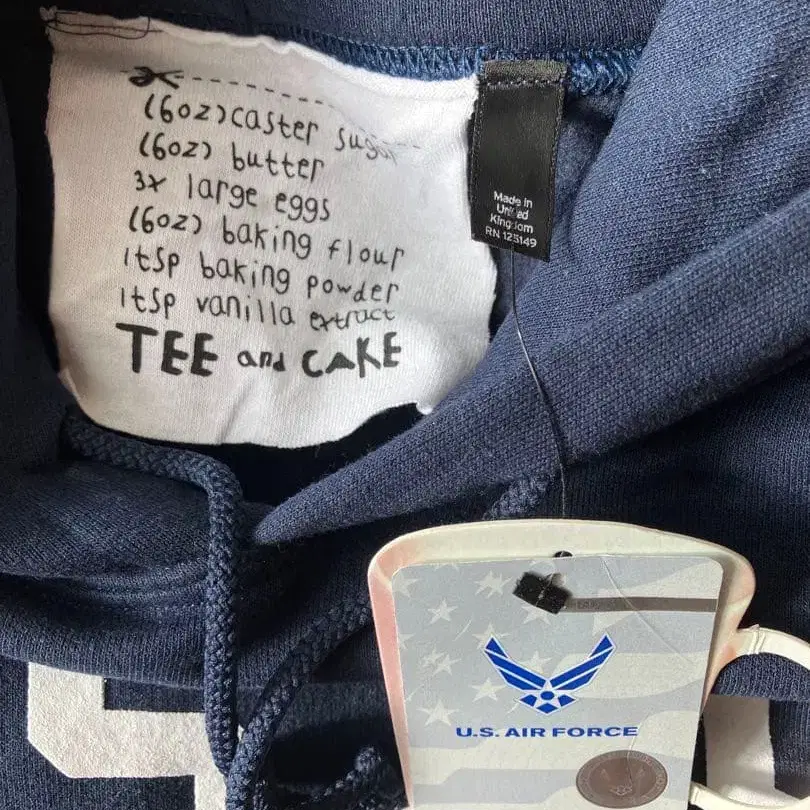 (6oz) caster sugar
(6oz) butter
3x large eggs
(6oz) baking flour
1tsp baking powder
1tsp vanilla extract
TEE and CAKE
Made in
United
Kingdom
RN 125149
U.S. AIR FORCE